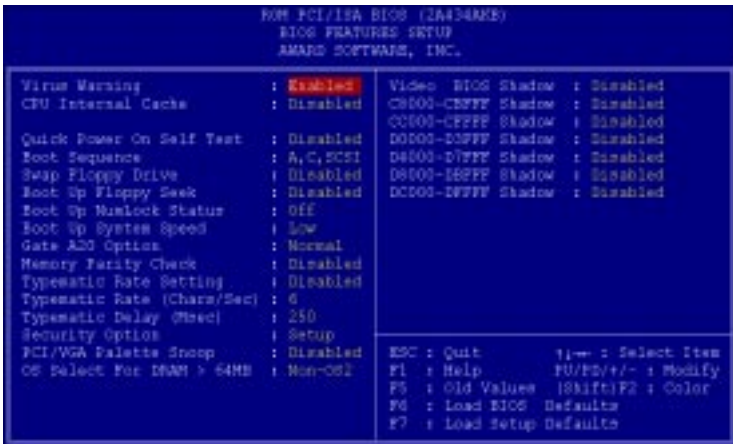 ROM PCI/ISA BIOS (2A434AKB)
BIOS FEATURES SETUP
AWARD SOFTWARE, INC.
Virus Warning : Enabled
CPU Internal Cache : Disabled
Quick Power On Self Test : Disabled
Boot Sequence : A,C,SCSI
Swap Floppy Drive : Disabled
Boot Up Floppy Seek : Disabled
Boot Up Numlock Status : Off
Boot Up System Speed : Low
Gate A20 Option : Normal
Memory Parity Check : Disabled
Typematic Rate Setting : Disabled
Typematic Rate (Chars/Sec) : 6
Typematic Delay (Msec) : 250
Security Option : Setup
PCI/VGA Palette Snoop : Disabled
OS Select For DRAM > 64MB : Non-OS2
Video BIOS Shadow : Disabled
C8000-CBFFF Shadow : Disabled
CC000-CFFFF Shadow : Disabled
D0000-D3FFF Shadow : Disabled
D4000-D7FFF Shadow : Disabled
D8000-DBFFF Shadow : Disabled
DC000-DFFFF Shadow : Disabled
ESC : Quit ↑↓→← : Select Item
F1 : Help PU/PD/+/- : Modify
F5 : Old Values (Shift)F2 : Color
F6 : Load BIOS Defaults
F7 : Load Setup Defaults